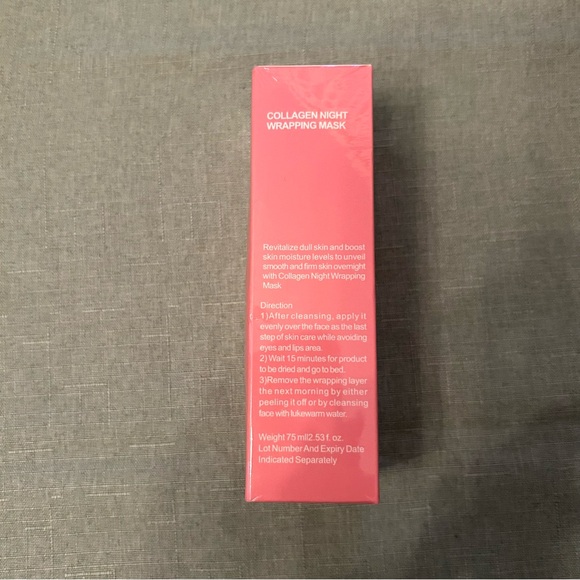 COLLAGEN NIGHT
WRAPPING MASK
Revitalize dull skin and boost
skin moisture levels to unveil
smooth and firm skin overnight
with Collagen Night Wrapping
Mask
Direction
1)After cleansing, apply it
evenly over the face as the last
step of skin care while avoiding
eyes and lips area.
2) Wait 15 minutes for product
to be dried and go to bed.
3)Remove the wrapping layer
the next morning by either
peeling it off or by cleansing
face with lukewarm water.
Weight 75 ml|2.53 fl. oz.
Lot Number And Expiry Date
Indicated Separately